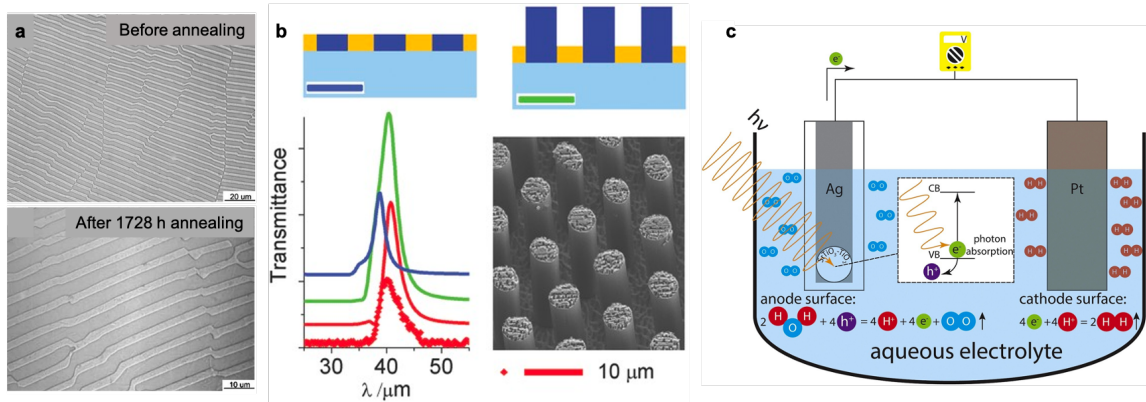 a
Before annealing
20 um
After 1728 h annealing
10 um
b
Transmittance
30 40 50
λ /µm
10 µm
c
V
e⁻
hν
Ag
Pt
O O
O O
O O
O O
O O
O O
O O
H H
H H
H H
H H
H H
H H
H H
CB
VB
e⁻
h⁺
photon
absorption
anode surface:
2 H O H + 4 h⁺ = 4 H⁺ + 4 e⁻ + O O ↑
cathode surface:
4 e⁻ + 4 H⁺ = 2 H H ↑
aqueous electrolyte